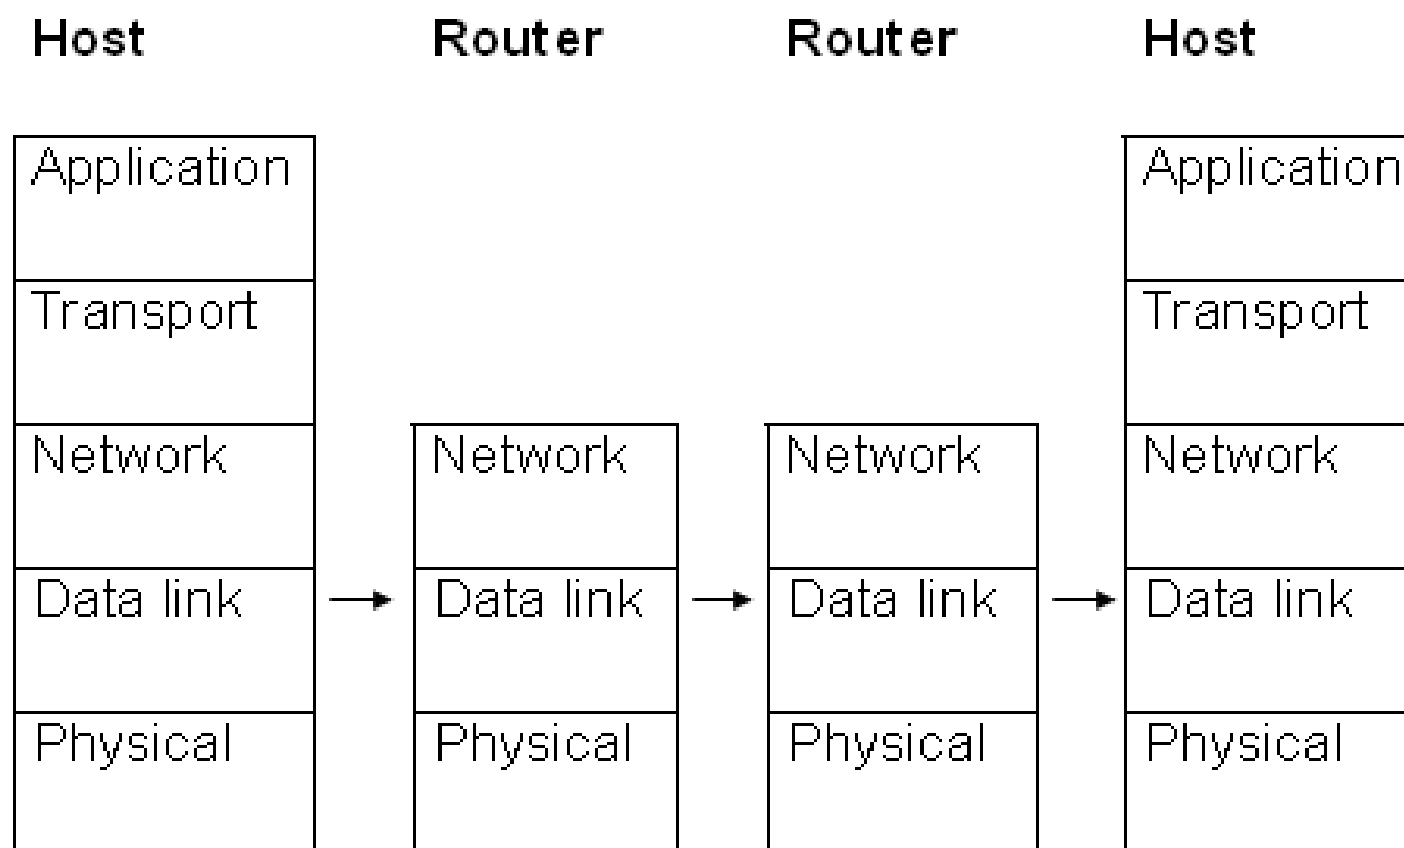 Host Router Router Host
Application Application
Transport Transport
Network Network Network Network
Data link Data link Data link Data link
Physical Physical Physical Physical